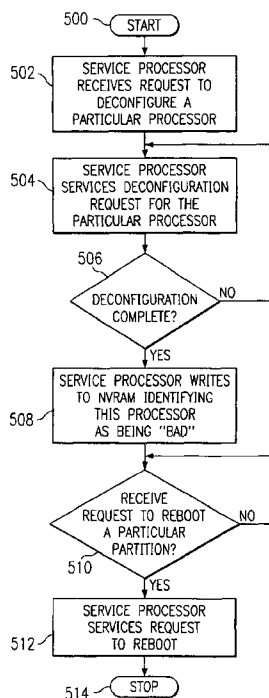 500
START
502
SERVICE PROCESSOR
RECEIVES REQUEST TO
DECONFIGURE A
PARTICULAR PROCESSOR
504
SERVICE PROCESSOR
SERVICES DECONFIGURATION
REQUEST FOR THE
PARTICULAR PROCESSOR
506
DECONFIGURATION
COMPLETE?
NO
YES
508
SERVICE PROCESSOR WRITES
TO NVRAM IDENTIFYING
THIS PROCESSOR
AS BEING "BAD"
RECEIVE
REQUEST TO REBOOT
A PARTICULAR
PARTITION?
NO
510
YES
512
SERVICE PROCESSOR
SERVICES REQUEST
TO REBOOT
514
STOP